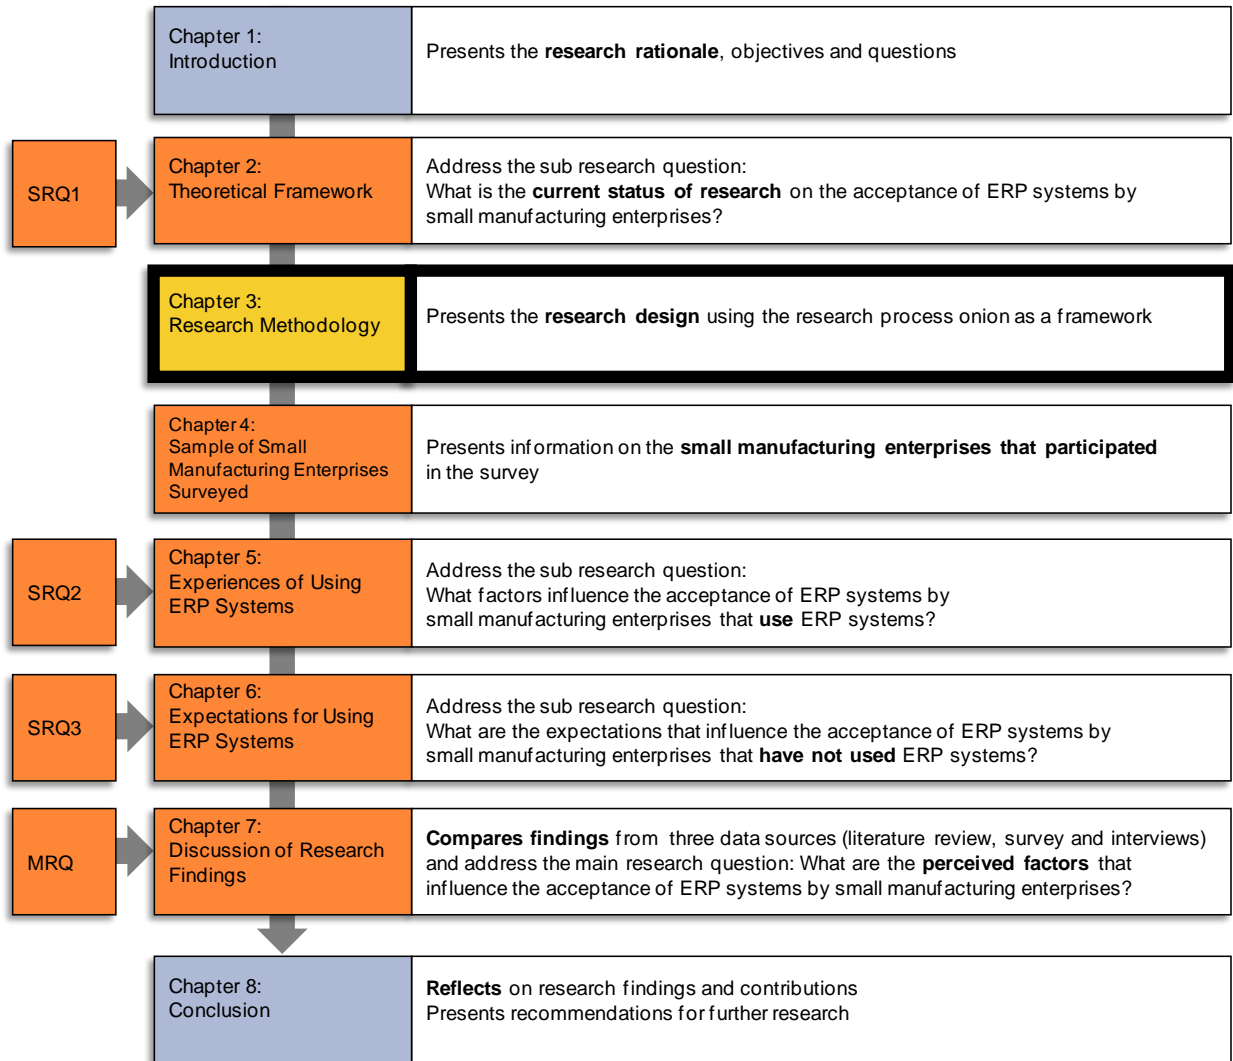 Chapter 1:
Introduction
Presents the research rationale, objectives and questions
SRQ1
Chapter 2:
Theoretical Framework
Address the sub research question:
What is the current status of research on the acceptance of ERP systems by
small manufacturing enterprises?
Chapter 3:
Research Methodology
Presents the research design using the research process onion as a framework
Chapter 4:
Sample of Small
Manufacturing Enterprises
Surveyed
Presents information on the small manufacturing enterprises that participated
in the survey
SRQ2
Chapter 5:
Experiences of Using
ERP Systems
Address the sub research question:
What factors influence the acceptance of ERP systems by
small manufacturing enterprises that use ERP systems?
SRQ3
Chapter 6:
Expectations for Using
ERP Systems
Address the sub research question:
What are the expectations that influence the acceptance of ERP systems by
small manufacturing enterprises that have not used ERP systems?
MRQ
Chapter 7:
Discussion of Research
Findings
Compares findings from three data sources (literature review, survey and interviews)
and address the main research question: What are the perceived factors that
influence the acceptance of ERP systems by small manufacturing enterprises?
Chapter 8:
Conclusion
Reflects on research findings and contributions
Presents recommendations for further research